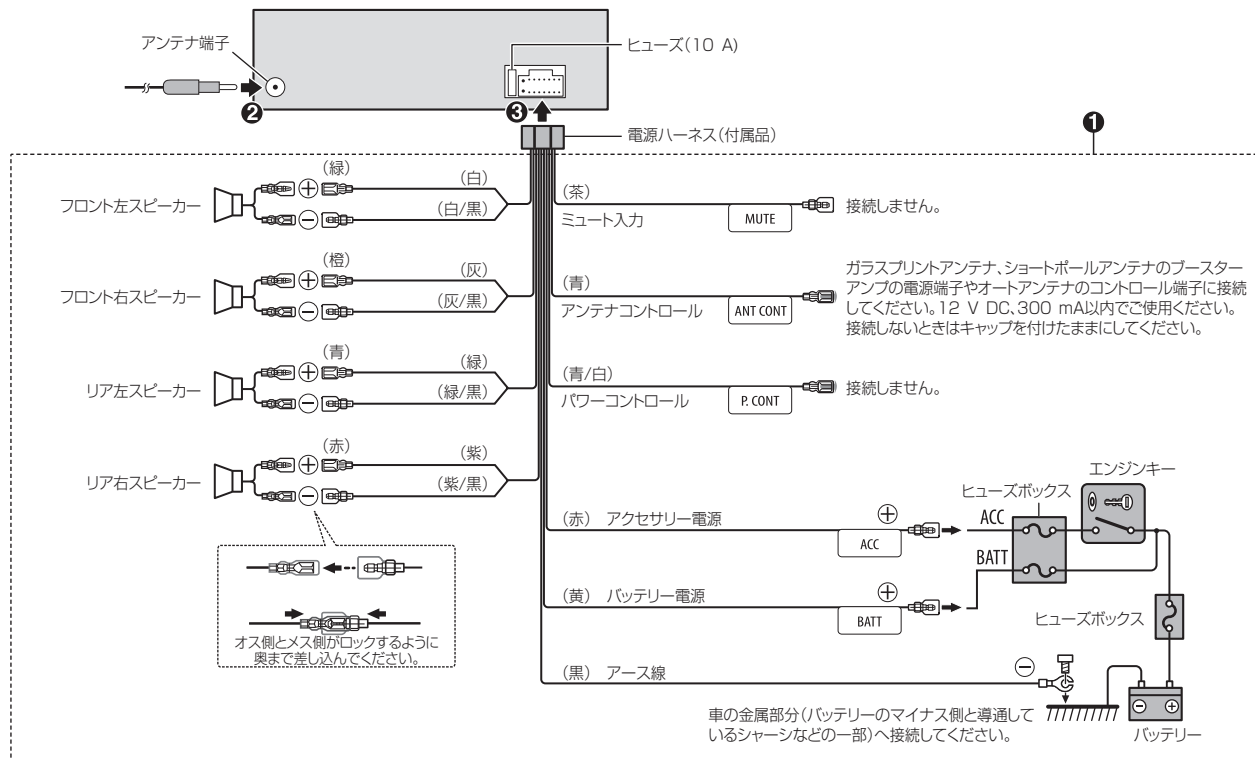 アンテナ端子
ヒューズ(10 A)
❷
❸
電源ハーネス(付属品)
❶
フロント左スピーカー
(緑)
(白)
(白/黒)
フロント右スピーカー
(橙)
(灰)
(灰/黒)
リア左スピーカー
(青)
(緑)
(緑/黒)
リア右スピーカー
(赤)
(紫)
(紫/黒)
オス側とメス側がロックするように
奥まで差し込んでください。
(茶)
ミュート入力
MUTE
接続しません。
(青)
アンテナコントロール
ANT CONT
ガラスプリントアンテナ、ショートポールアンテナのブースター
アンプの電源端子やオートアンテナのコントロール端子に接続
してください。12 V DC、300 mA以内でご使用ください。
接続しないときはキャップを付けたままにしてください。
(青/白)
パワーコントロール
P. CONT
接続しません。
(赤) アクセサリー電源
ACC
ACC
ヒューズボックス
エンジンキー
(黄) バッテリー電源
BATT
BATT
ヒューズボックス
(黒) アース線
車の金属部分(バッテリーのマイナス側と導通して
いるシャーシなどの一部)へ接続してください。
バッテリー